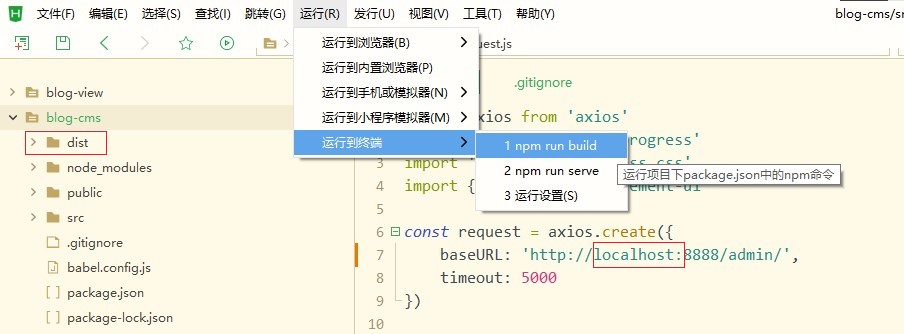 编辑(E) 选择(S) 查找(I) 跳转(G) 运行(R) 发行(U) 视图(V) 工具(T) 帮助(Y) blog-cms/sr
运行到浏览器(B)
uest.js
运行到内置浏览器(P)
运行到手机或模拟器(N)
.gitignore
blog-view
运行到小程序模拟器(M)
axios from 'axios'
blog-cms
运行到终端
1 npm run build
rogress'
dist
3 import
ss.css'
2 npm run serve
运行项目下package.json中的npm命令
node_modules
4 import {
ement-ui
3 运行设置(S)
public
src
6 const request = axios.create({
.gitignore
7 baseURL: 'http://localhost:8888/admin/',
babel.config.js
8 timeout: 5000
package.json
9 })
package-lock.json
10